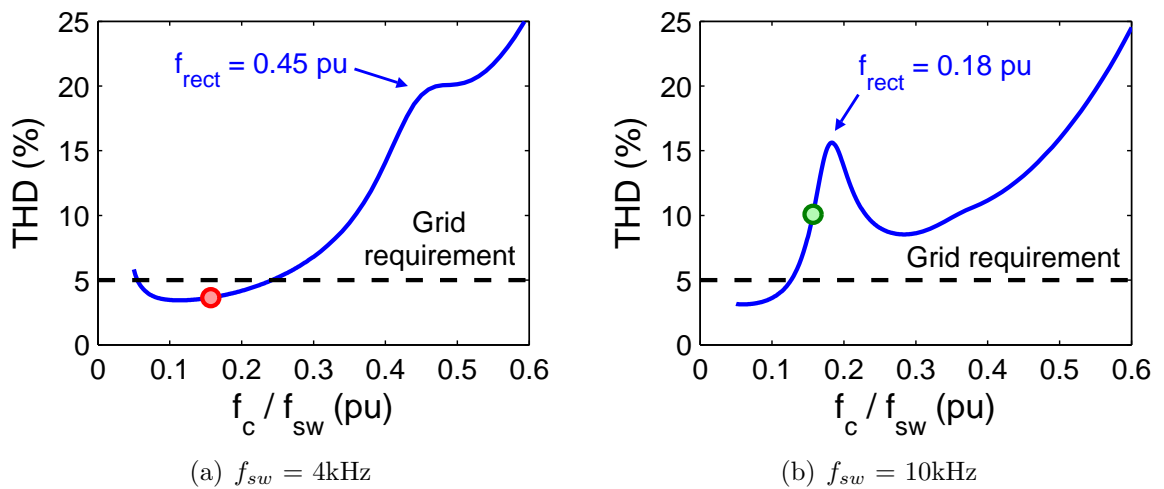 25
20
15
10
5
0
THD (%)
f_rect = 0.45 pu
Grid
requirement
0 0.1 0.2 0.3 0.4 0.5 0.6
f_c / f_sw (pu)
(a) f_sw = 4kHz
25
20
15
10
5
0
THD (%)
f_rect = 0.18 pu
Grid requirement
0 0.1 0.2 0.3 0.4 0.5 0.6
f_c / f_sw (pu)
(b) f_sw = 10kHz